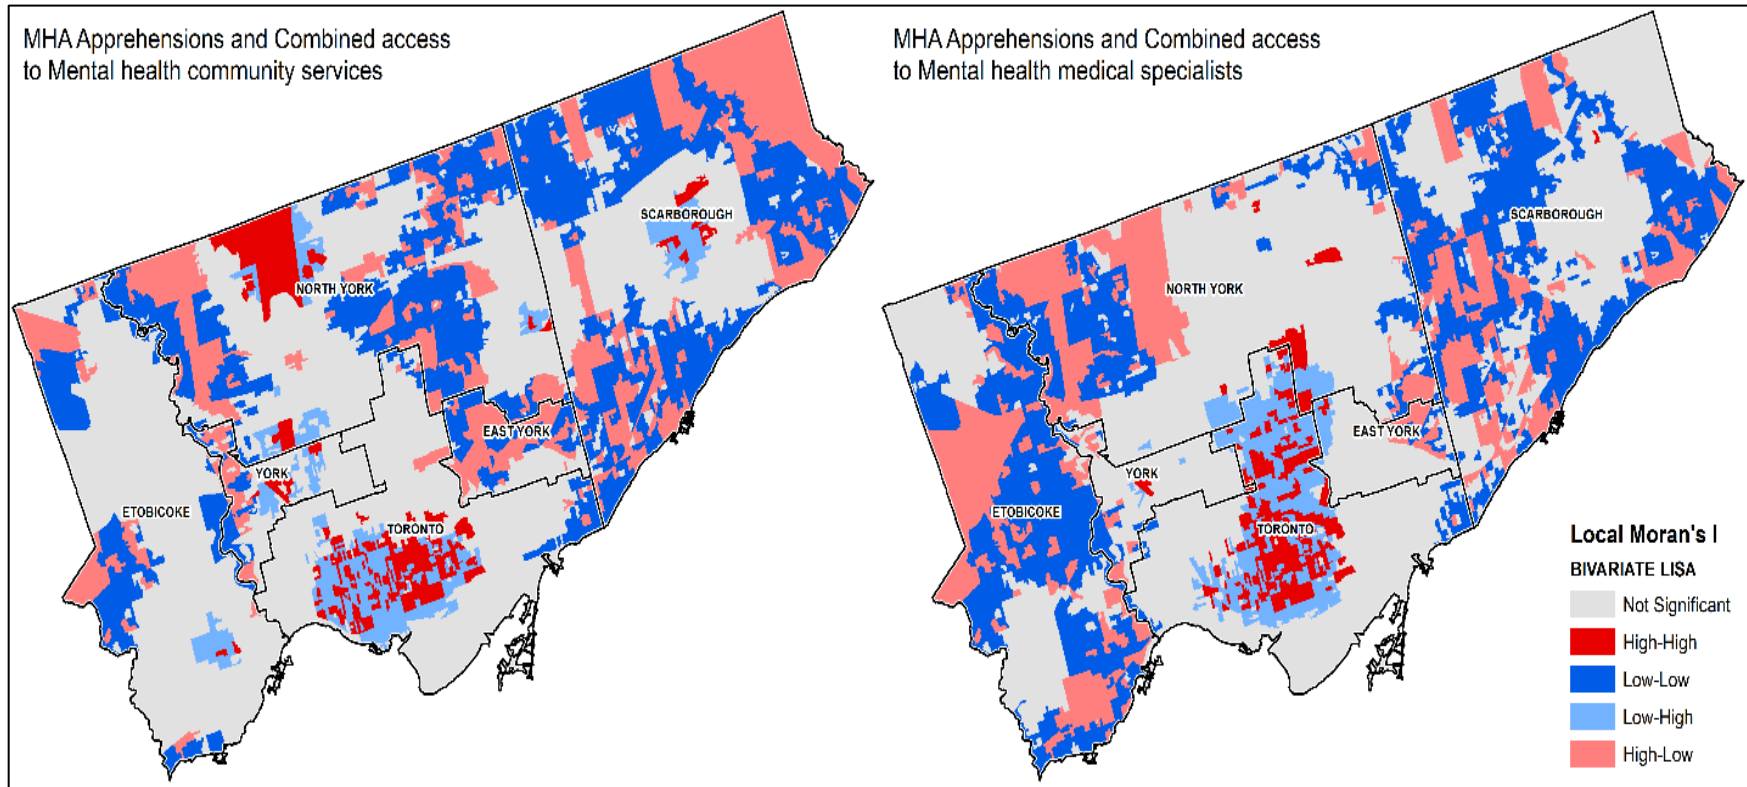 MHA Apprehensions and Combined access
to Mental health community services
SCARBOROUGH
NORTH YORK
EAST YORK
YORK
ETOBICOKE
TORONTO
MHA Apprehensions and Combined access
to Mental health medical specialists
SCARBOROUGH
NORTH YORK
EAST YORK
YORK
ETOBICOKE
TORONTO
Local Moran's I
BIVARIATE LISA
Not Significant
High-High
Low-Low
Low-High
High-Low